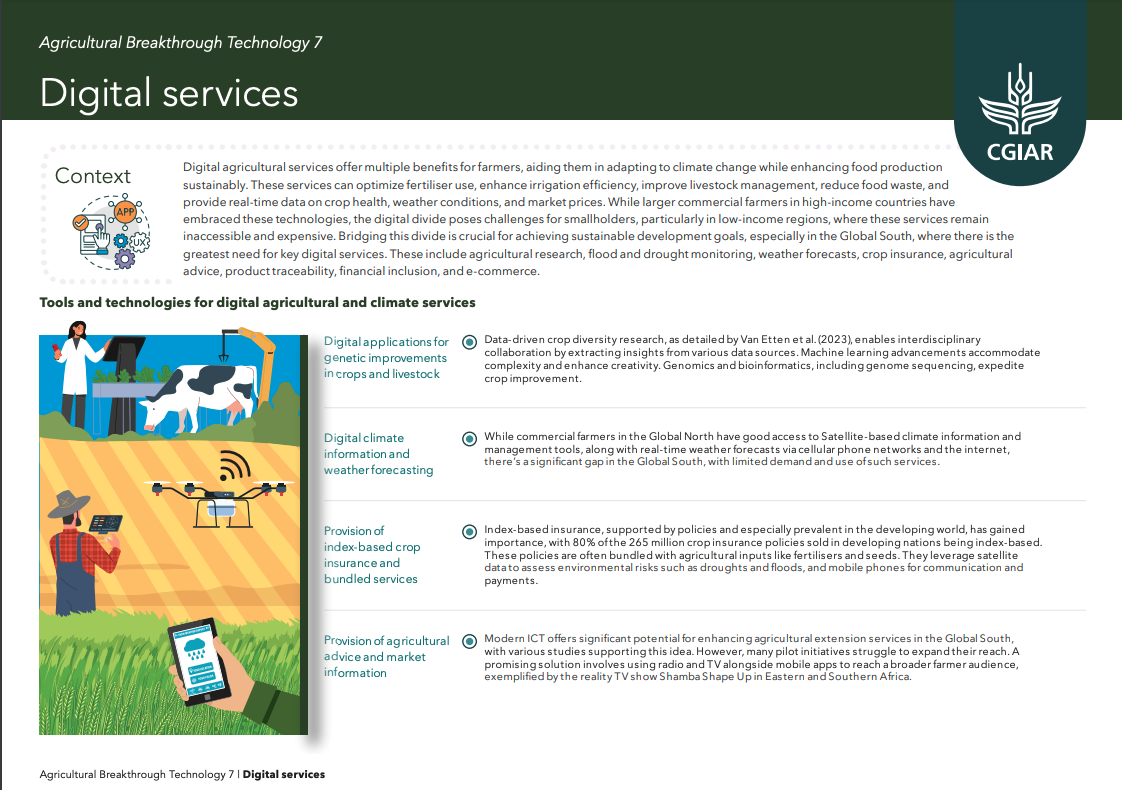 Agricultural Breakthrough Technology 7
Digital services
CGIAR
Context
APP
UX
Digital agricultural services offer multiple benefits for farmers, aiding them in adapting to climate change while enhancing food production
sustainably. These services can optimize fertiliser use, enhance irrigation efficiency, improve livestock management, reduce food waste, and
provide real-time data on crop health, weather conditions, and market prices. While larger commercial farmers in high-income countries have
embraced these technologies, the digital divide poses challenges for smallholders, particularly in low-income regions, where these services remain
inaccessible and expensive. Bridging this divide is crucial for achieving sustainable development goals, especially in the Global South, where there is the
greatest need for key digital services. These include agricultural research, flood and drought monitoring, weather forecasts, crop insurance, agricultural
advice, product traceability, financial inclusion, and e-commerce.
Tools and technologies for digital agricultural and climate services
Digital applications for
genetic improvements
in crops and livestock
Data-driven crop diversity research, as detailed by Van Etten et al. (2023), enables interdisciplinary
collaboration by extracting insights from various data sources. Machine learning advancements accommodate
complexity and enhance creativity. Genomics and bioinformatics, including genome sequencing, expedite
crop improvement.
Digital climate
information and
weather forecasting
While commercial farmers in the Global North have good access to Satellite-based climate information and
management tools, along with real-time weather forecasts via cellular phone networks and the internet,
there's a significant gap in the Global South, with limited demand and use of such services.
Provision of
index-based crop
insurance and
bundled services
Index-based insurance, supported by policies and especially prevalent in the developing world, has gained
importance, with 80% of the 265 million crop insurance policies sold in developing nations being index-based.
These policies are often bundled with agricultural inputs like fertilisers and seeds. They leverage satellite
data to assess environmental risks such as droughts and floods, and mobile phones for communication and
payments.
Provision of agricultural
advice and market
information
Modern ICT offers significant potential for enhancing agricultural extension services in the Global South,
with various studies supporting this idea. However, many pilot initiatives struggle to expand their reach. A
promising solution involves using radio and TV alongside mobile apps to reach a broader farmer audience,
exemplified by the reality TV show Shamba Shape Up in Eastern and Southern Africa.
Agricultural Breakthrough Technology 7 | Digital services